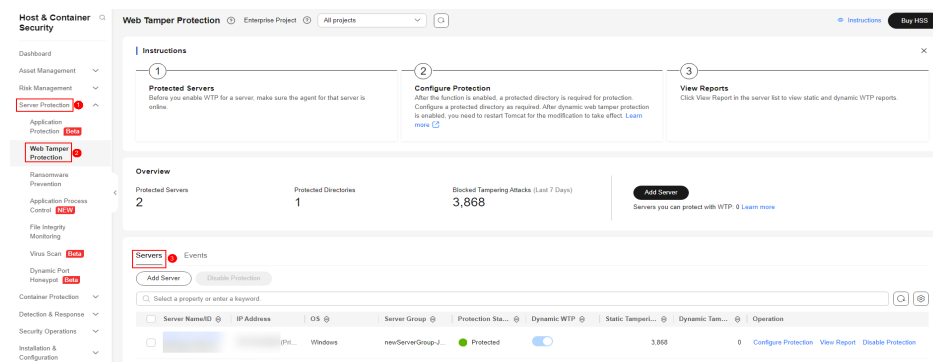 Host & Container
Security
Dashboard
Asset Management
Risk Management
Server Protection 1
Application
Protection Beta
Web Tamper
Protection 2
Ransomware
Prevention
Application Process
Control NEW
File Integrity
Monitoring
Virus Scan Beta
Dynamic Port
Honeypot Beta
Container Protection
Detection & Response
Security Operations
Installation &
Configuration
Web Tamper Protection Enterprise Project All projects
Instructions Buy HSS
Instructions
1 2 3
Protected Servers
Before you enable WTP for a server, make sure the agent for that server is
online.
Configure Protection
After the function is enabled, a protected directory is required for protection.
Configure a protected directory as required. After dynamic web tamper protection
is enabled, you need to restart Tomcat for the modification to take effect. Learn
more
View Reports
Click View Report in the server list to view static and dynamic WTP reports.
Overview
Protected Servers
2
Protected Directories
1
Blocked Tampering Attacks (Last 7 Days)
3,868
Add Server
Servers you can protect with WTP: 0 Learn more
Servers 3 Events
Add Server Disable Protection
Select a property or enter a keyword.
Server Name/ID IP Address OS Server Group Protection Sta... Dynamic WTP Static Tamperi... Dynamic Tam... Operation
(Pri... Windows newServerGroup-J... Protected 3,868 0 Configure Protection View Report Disable Protection